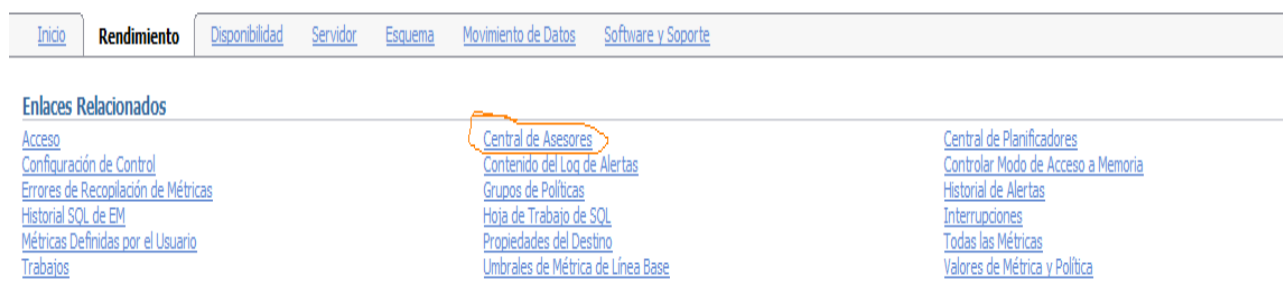 Inicio Rendimiento Disponibilidad Servidor Esquema Movimiento de Datos Software y Soporte
Enlaces Relacionados
Acceso Central de Asesores Central de Planificadores
Configuración de Control Contenido del Log de Alertas Controlar Modo de Acceso a Memoria
Errores de Recopilación de Métricas Grupos de Políticas Historial de Alertas
Historial SQL de EM Hoja de Trabajo de SQL Interrupciones
Métricas Definidas por el Usuario Propiedades del Destino Todas las Métricas
Trabajos Umbrales de Métrica de Línea Base Valores de Métrica y Política